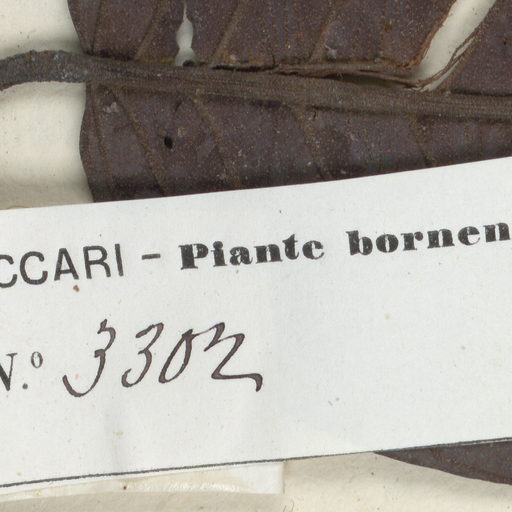 CCARI - Piante bornen
N.º 3302